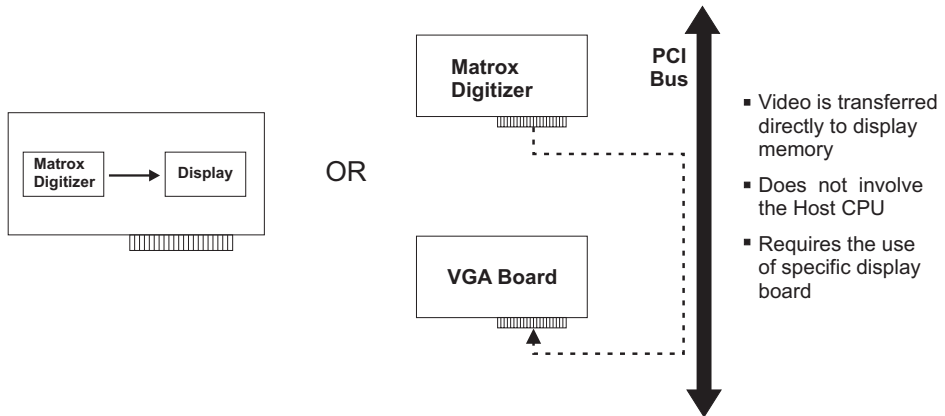 Matrox
Digitizer
Display
OR
Matrox
Digitizer
VGA Board
PCI
Bus
▪ Video is transferred
directly to display
memory
▪ Does not involve
the Host CPU
▪ Requires the use
of specific display
board